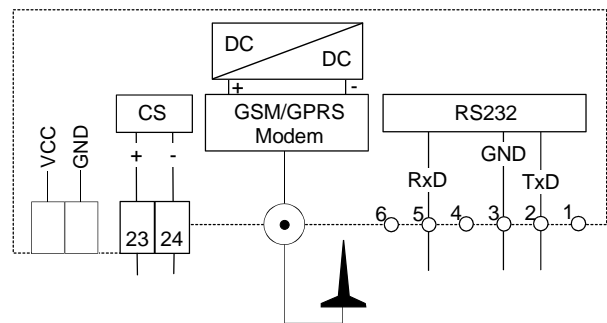 DC
DC
+ -
CS
GSM/GPRS
Modem
RS232
VCC
GND
+ -
RxD
GND
TxD
23 24
6 5 4 3 2 1